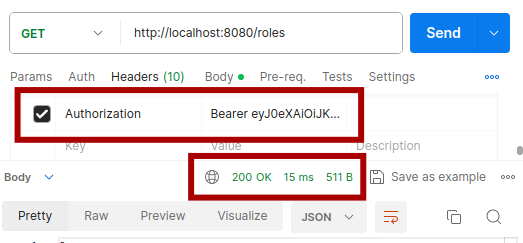 GET http://localhost:8080/roles Send
Params Auth Headers (10) Body Pre-req. Tests Settings
Authorization Bearer eyJ0eXAiOiJK...
Key Value Description
Body 200 OK 15 ms 511 B Save as example
Pretty Raw Preview Visualize JSON